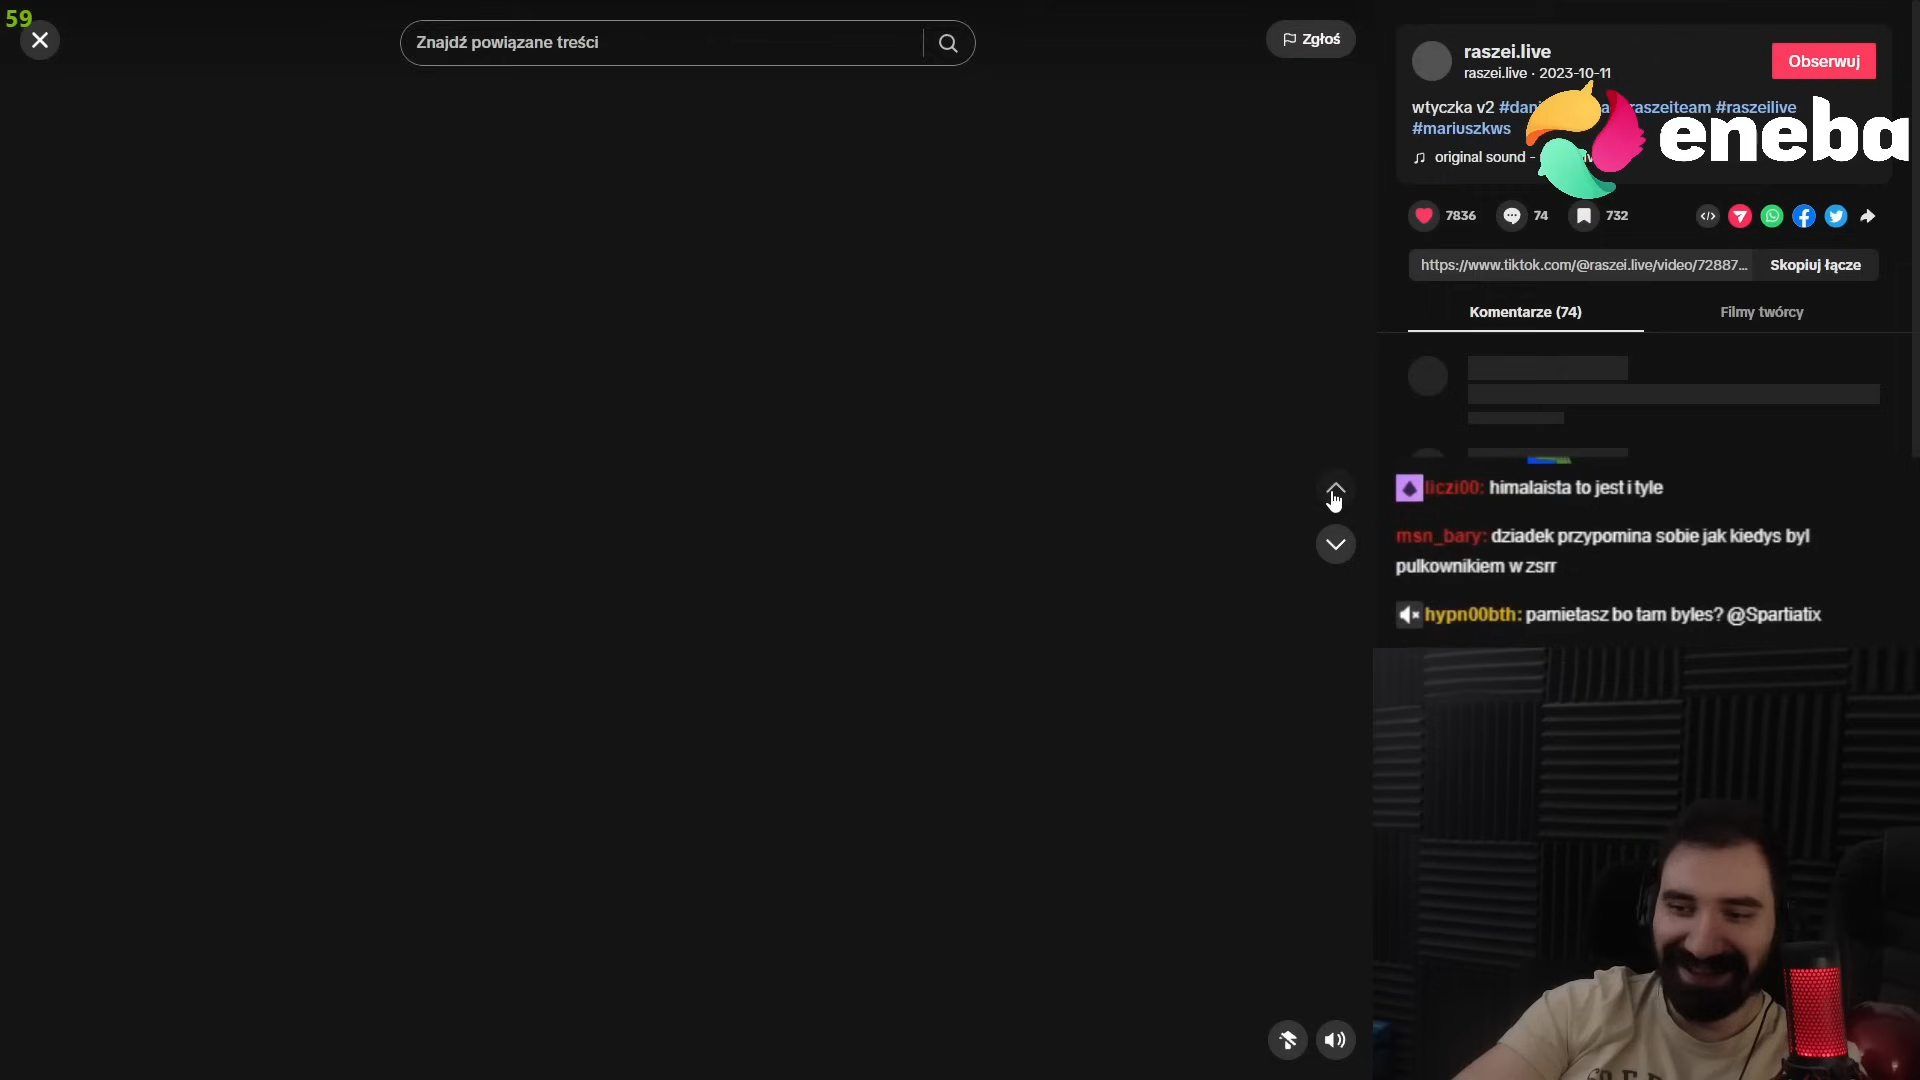 59
Znajdź powiązane treści
Zgłoś
raszei.live
raszei.live · 2023-10-11
Obserwuj
wtyczka v2 #raszeilive
#mariuszkws
original sound -
eneba
7836
74
732
https://www.tiktok.com/@raszei.live/video/72887...
Skopiuj łącze
Komentarze (74)
Filmy twórcy
liczi00: himalaista to jest i tyle
msn_bary: dziadek przypomina sobie jak kiedys byl
pulkownikiem w zsrr
hypn00bth: pamietasz bo tam byles? @Spartiatix